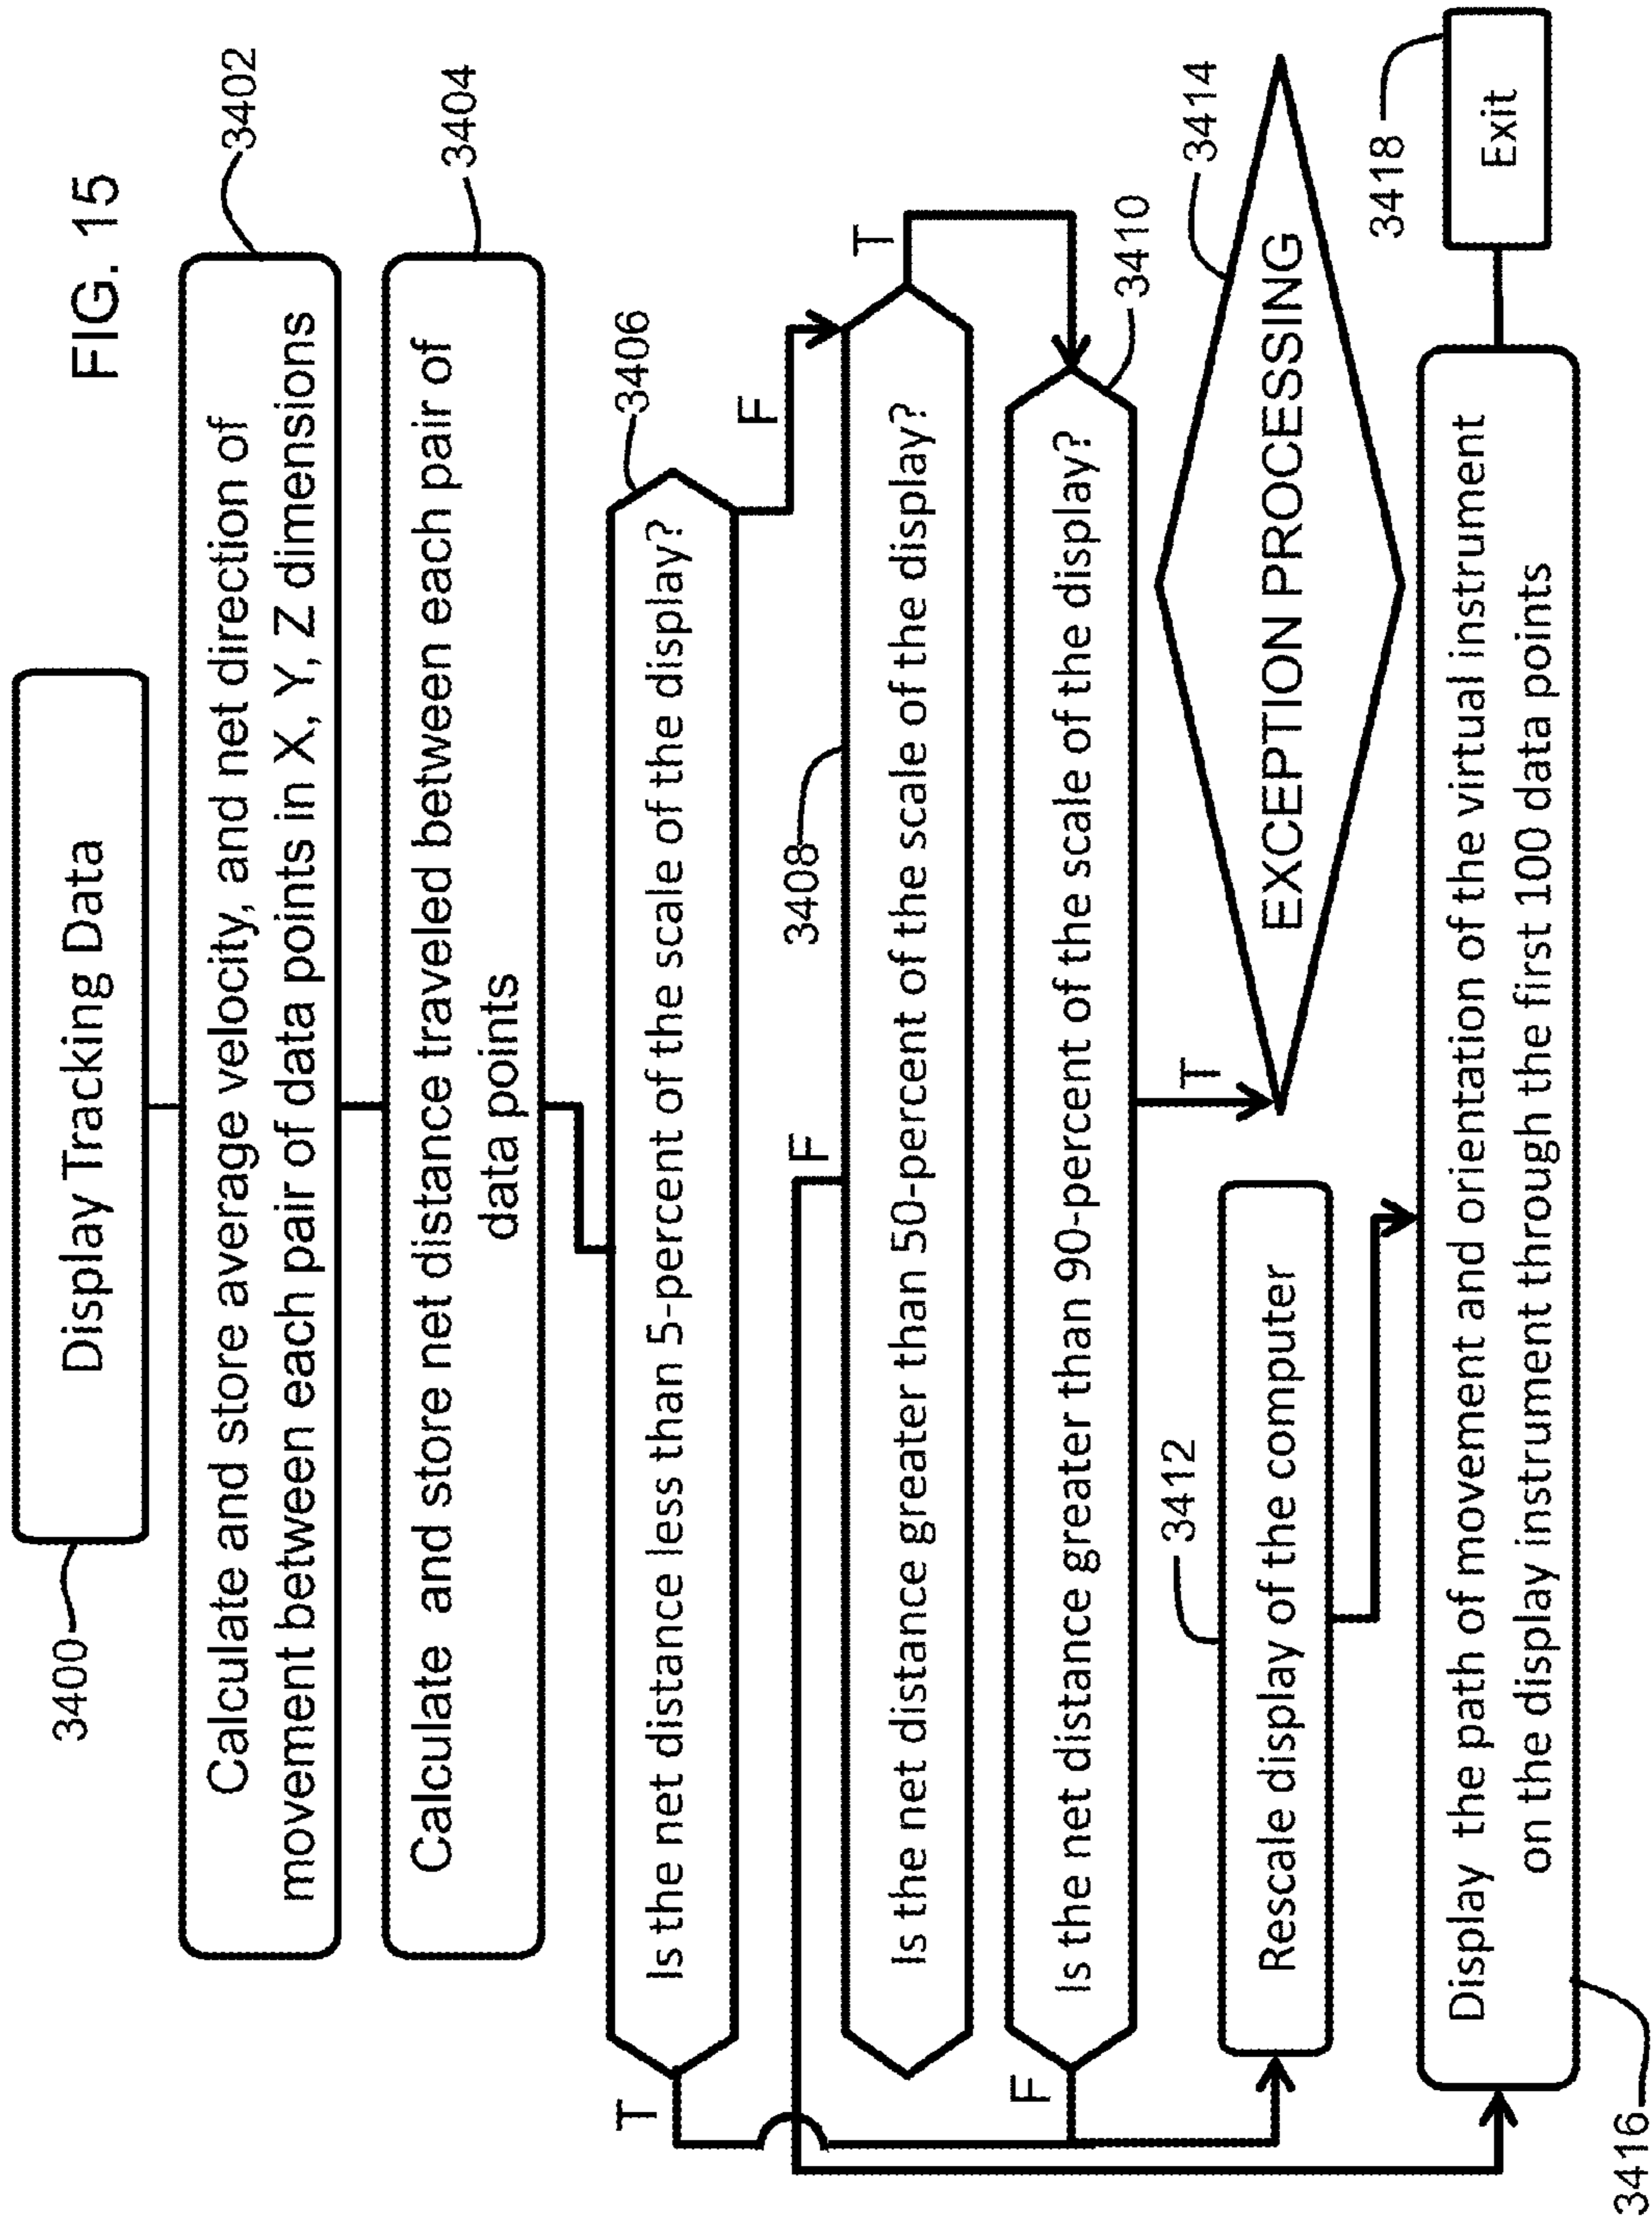 FIG. 15
3400
Display Tracking Data
3402
Calculate and store average velocity, and net direction of
movement between each pair of data points in X, Y, Z dimensions
3404
Calculate and store net distance traveled between each pair of
data points
3406
Is the net distance less than 5-percent of the scale of the display?
T
F
3408
F
T
Is the net distance greater than 50-percent of the scale of the display?
3410
Is the net distance greater than 90-percent of the scale of the display?
F
T
3412
Rescale display of the computer
3414
EXCEPTION PROCESSING
3416
Display the path of movement and orientation of the virtual instrument
on the display instrument through the first 100 data points
3418
Exit